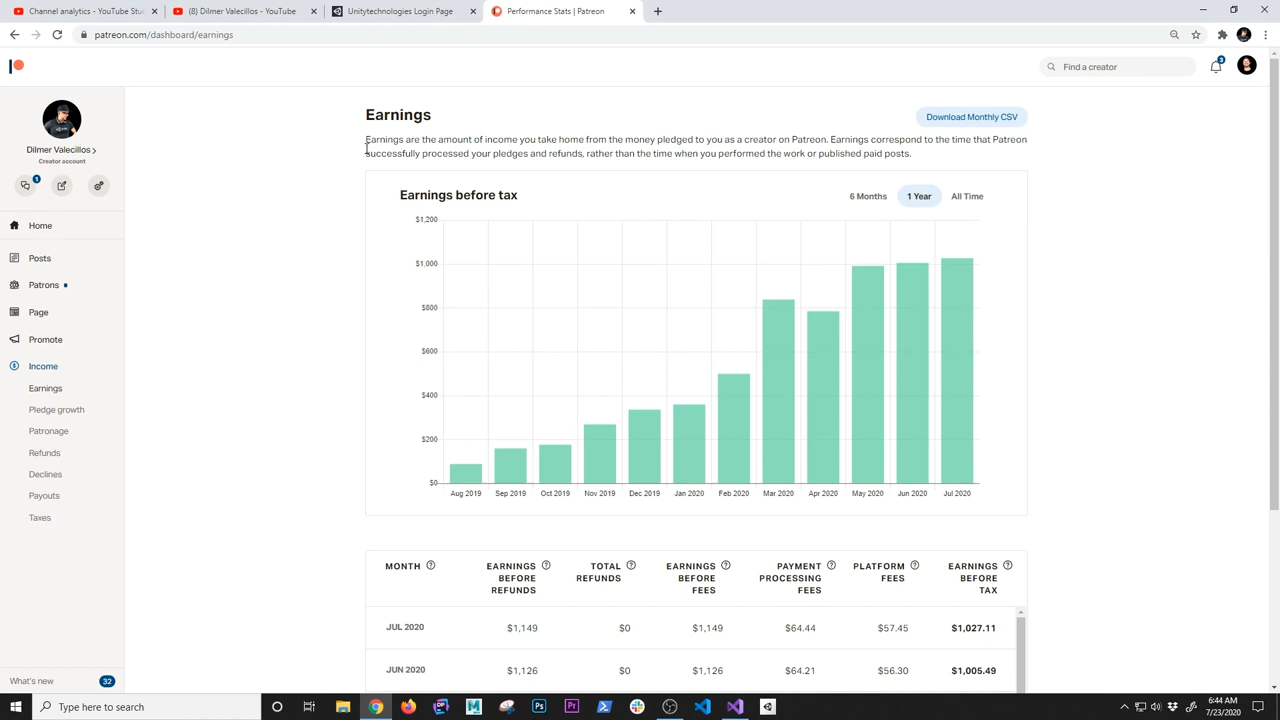 Channel analytics - YouTube Stu
(8) Dilmer Valecillos - YouTube
Unitytechnologies Login Page
Performance Stats | Patreon
patreon.com/dashboard/earnings
Find a creator
3
Dilmer Valecillos
Creator account
1
Home
Posts
Patrons
Page
Promote
Income
Earnings
Pledge growth
Patronage
Refunds
Declines
Payouts
Taxes
What's new 32
Earnings
Download Monthly CSV
Earnings are the amount of income you take home from the money pledged to you as a creator on Patreon. Earnings correspond to the time that Patreon
successfully processed your pledges and refunds, rather than the time when you performed the work or published paid posts.
Earnings before tax
6 Months 1 Year All Time
$1,200
$1,000
$800
$600
$400
$200
$0
Aug 2019 Sep 2019 Oct 2019 Nov 2019 Dec 2019 Jan 2020 Feb 2020 Mar 2020 Apr 2020 May 2020 Jun 2020 Jul 2020
MONTH EARNINGS BEFORE REFUNDS TOTAL REFUNDS EARNINGS BEFORE FEES PAYMENT PROCESSING FEES PLATFORM FEES EARNINGS BEFORE TAX
JUL 2020 $1,149 $0 $1,149 $64.44 $57.45 $1,027.11
JUN 2020 $1,126 $0 $1,126 $64.21 $56.30 $1,005.49
Type here to search
Ps
Pr
6:44 AM
7/23/2020